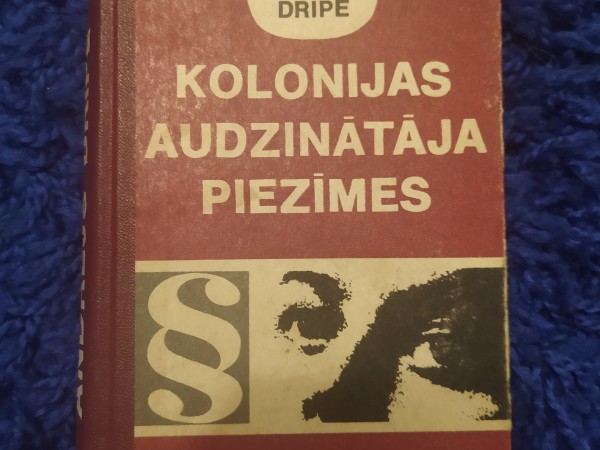 DRIPE
KOLONIJAS
AUDZINĀTĀJA
PIEZĪMES
§